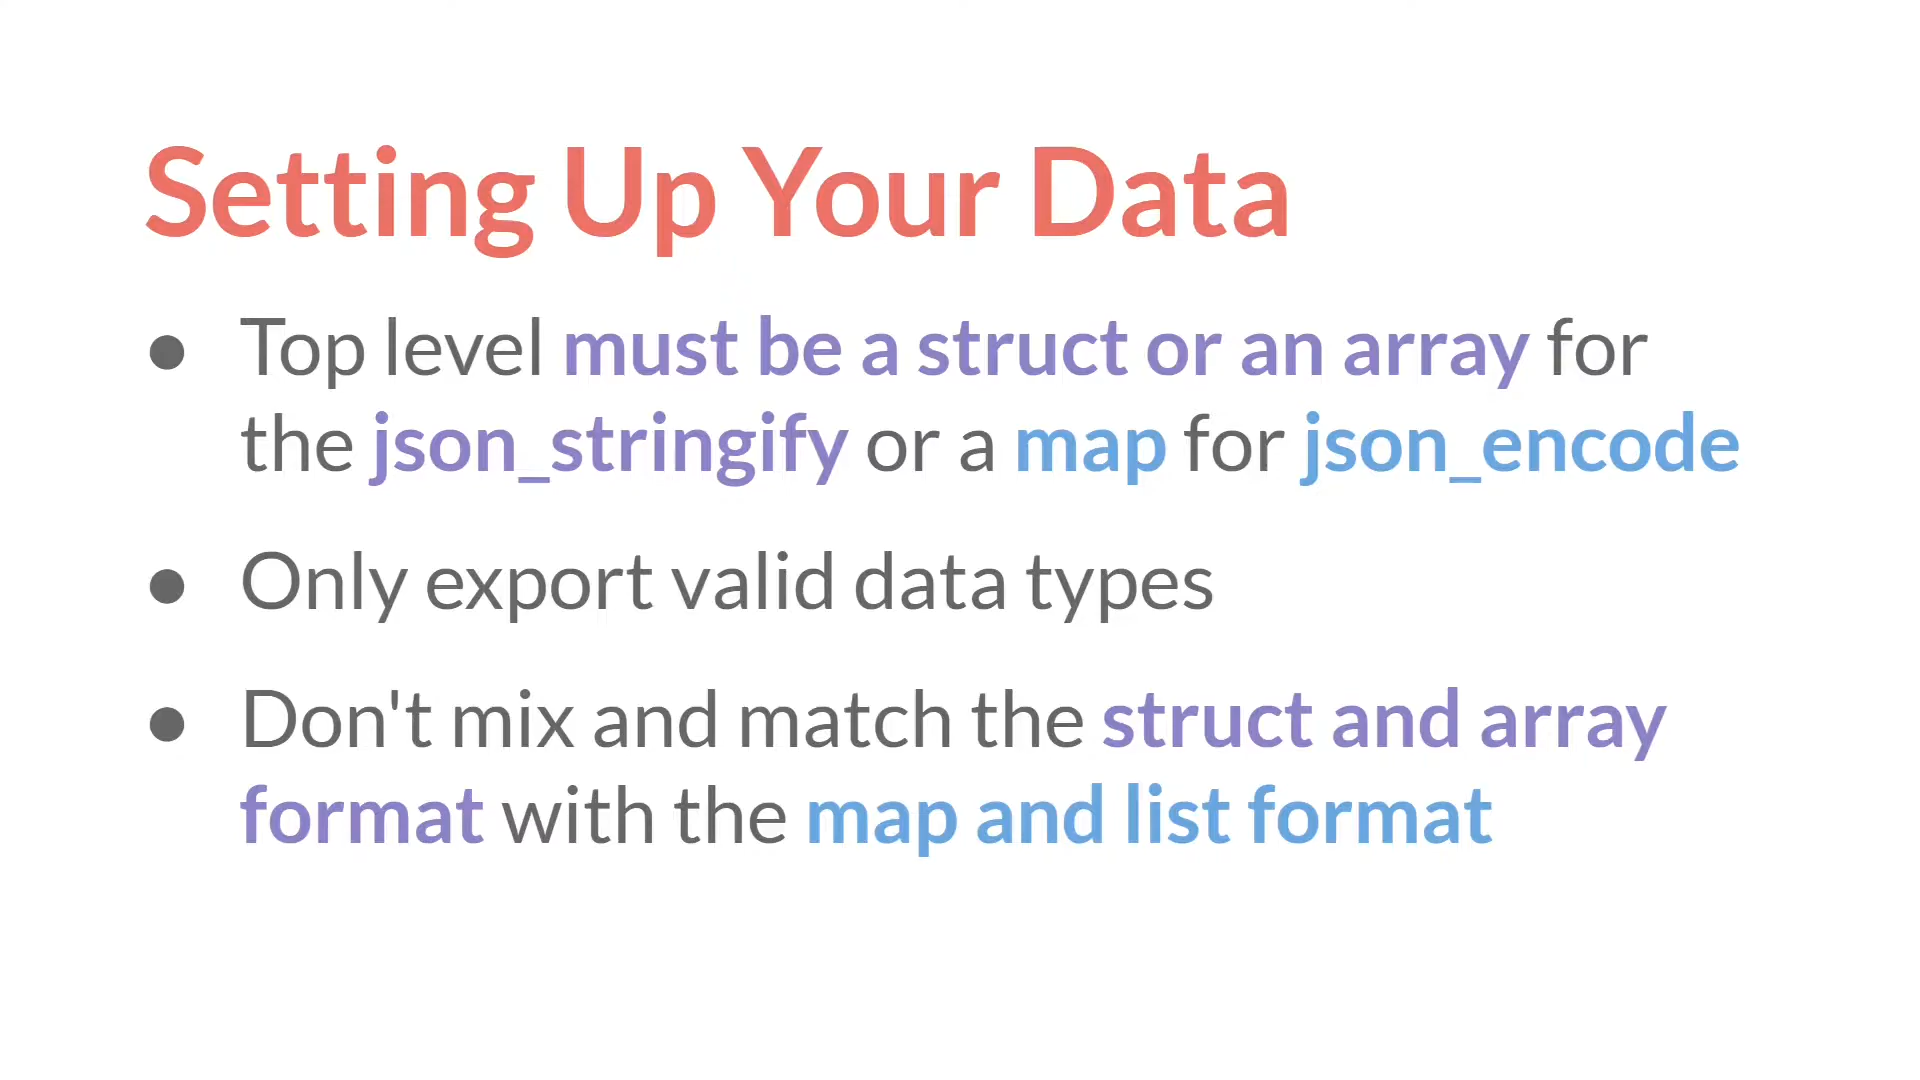 Setting Up Your Data
● Top level must be a struct or an array for
the json_stringify or a map for json_encode
● Only export valid data types
● Don't mix and match the struct and array
format with the map and list format